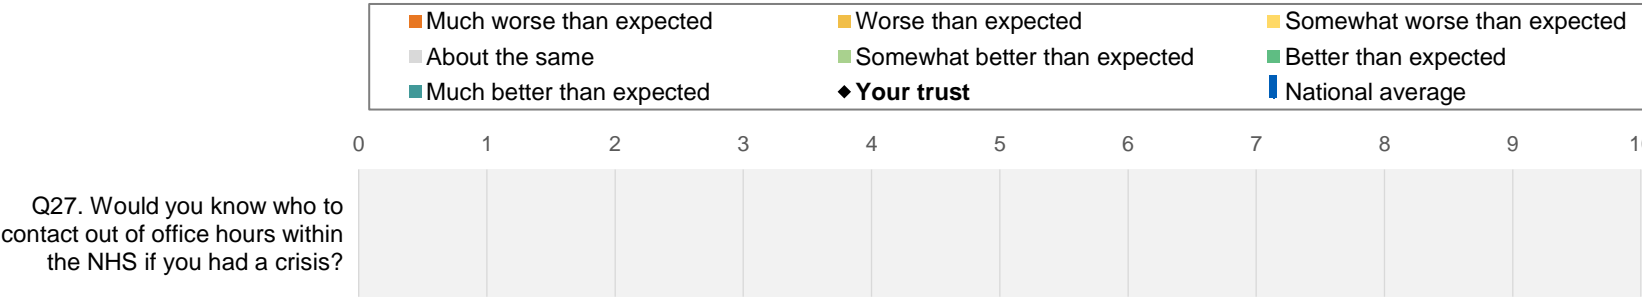 Much worse than expected Worse than expected Somewhat worse than expected
About the same Somewhat better than expected Better than expected
Much better than expected Your trust National average
0 1 2 3 4 5 6 7 8 9 10
Q27. Would you know who to
contact out of office hours within
the NHS if you had a crisis?